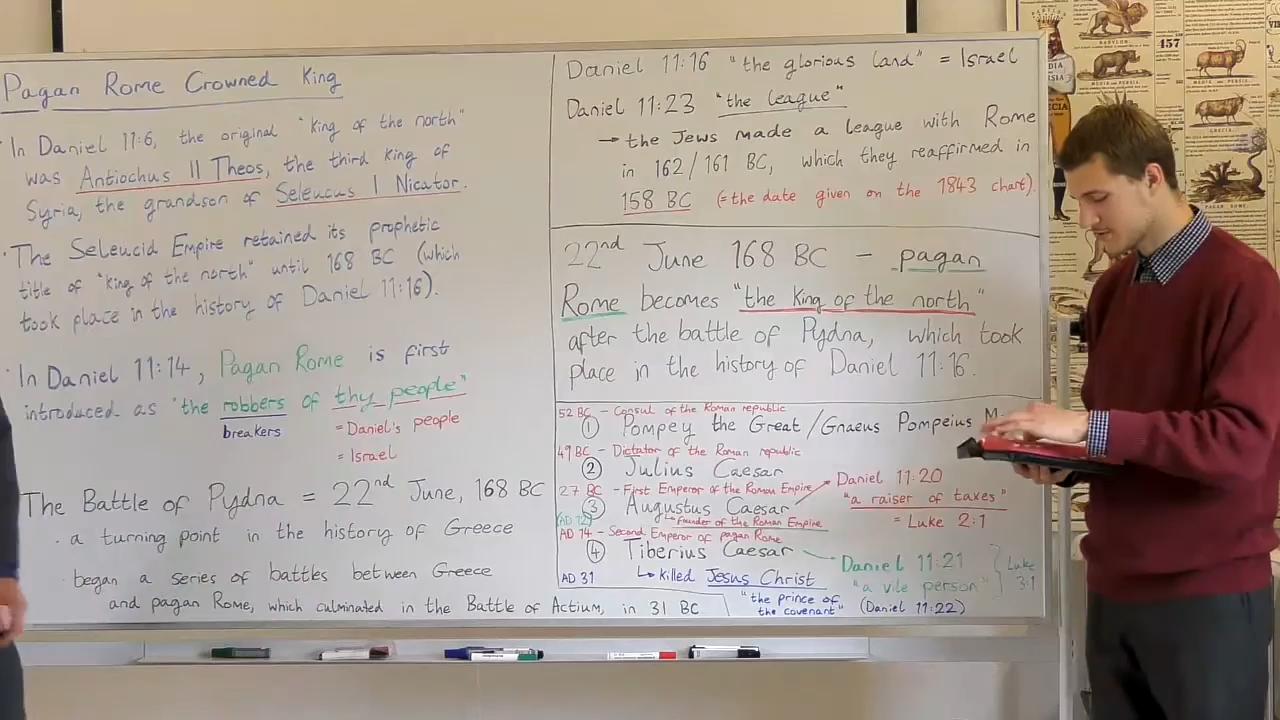 Pagan Rome Crowned King
· In Daniel 11:6, the original "king of the north"
was Antiochus II Theos, the third king of
Syria, the grandson of Seleucus I Nicator.
· The Seleucid Empire retained its prophetic
title of "king of the north" until 168 BC (which
took place in the history of Daniel 11:16).
· In Daniel 11:14, Pagan Rome is first
introduced as "the robbers of thy people"
breakers
= Daniel's people
= Israel
The Battle of Pydna = 22nd June, 168 BC
· a turning point in the history of Greece
· began a series of battles between Greece
and pagan Rome, which culminated in the Battle of Actium, in 31 BC
Daniel 11:16 "the glorious land" = Israel
Daniel 11:23 "the league"
→ the Jews made a league with Rome
in 162/161 BC, which they reaffirmed in
158 BC (= the date given on the 1843 chart).
22nd June 168 BC - pagan
Rome becomes "the King of the north"
after the battle of Pydna, which took
place in the history of Daniel 11:16.
52 BC - Consul of the Roman republic
① Pompey the Great / Gnaeus Pompeius M
49 BC - Dictator of the Roman republic
② Julius Caesar
27 BC - First Emperor of the Roman Empire
③ Augustus Caesar
Founder of the Roman Empire
Daniel 11:20
"a raiser of taxes"
= Luke 2:1
AD 14 - Second Emperor of pagan Rome
④ Tiberius Caesar
Daniel 11:21
"a vile person"
Luke
3:1
AD 31
↳ killed Jesus Christ
"the prince of
the covenant" (Daniel 11:22)
457
BABYLON
MEDIA AND PERSIA
GRECIA
PAGAN ROME